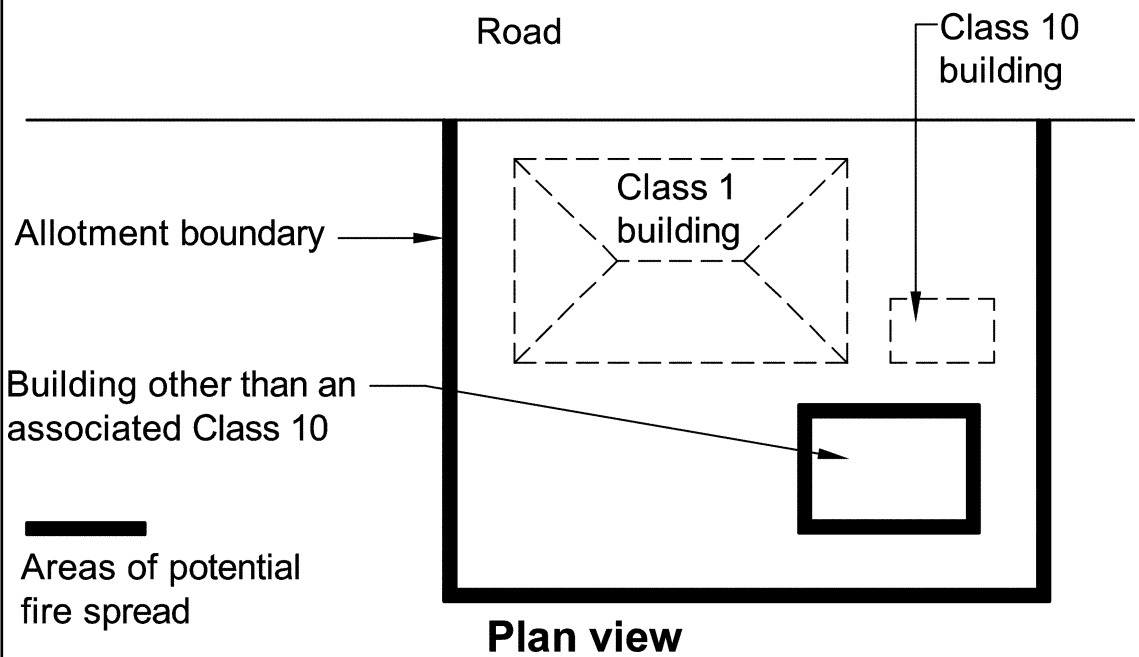 Road
Class 10
building
Class 1
building
Allotment boundary
Building other than an
associated Class 10
Areas of potential
fire spread
Plan view